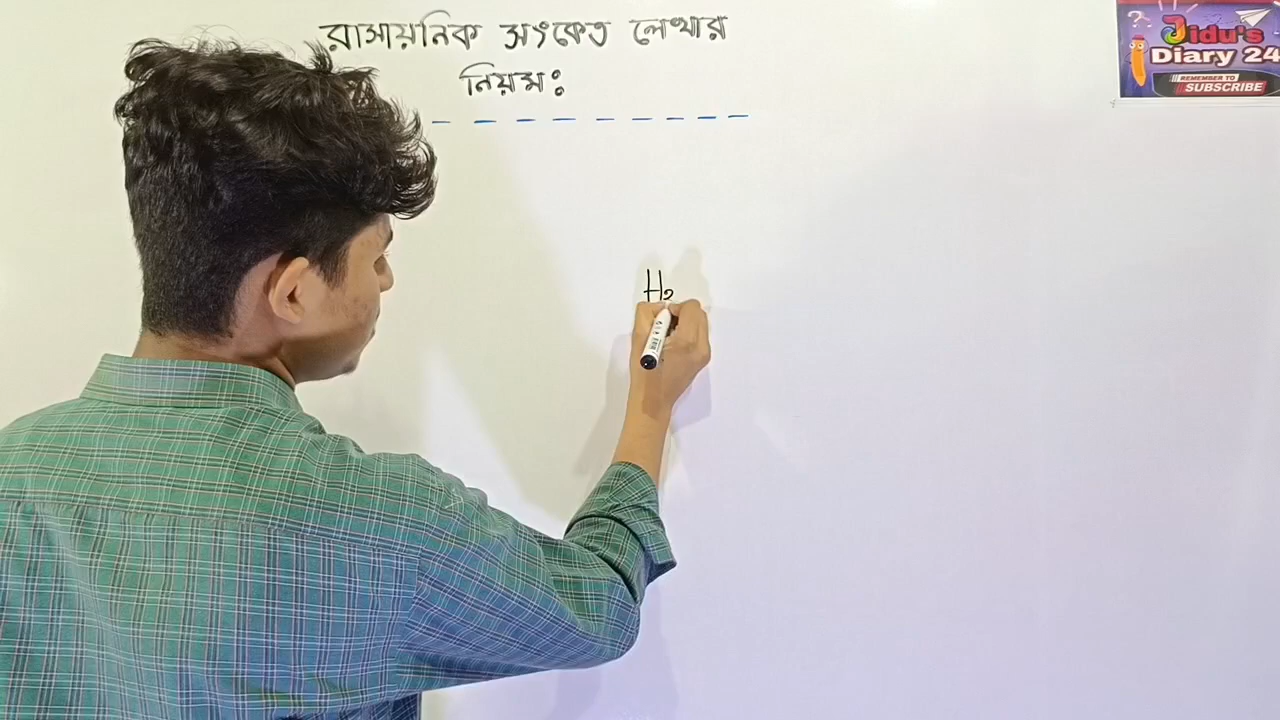 রাসায়নিক সংকেত লেখার
নিয়মঃ
H₂
?
Jidu's
Diary 24
REMEMBER TO
SUBSCRIBE